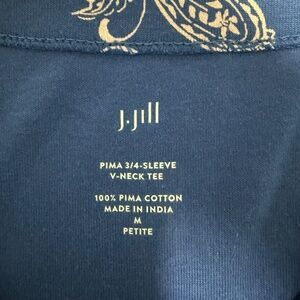 J.Jill
PIMA 3/4-SLEEVE
V-NECK TEE
100% PIMA COTTON
MADE IN INDIA
M
PETITE